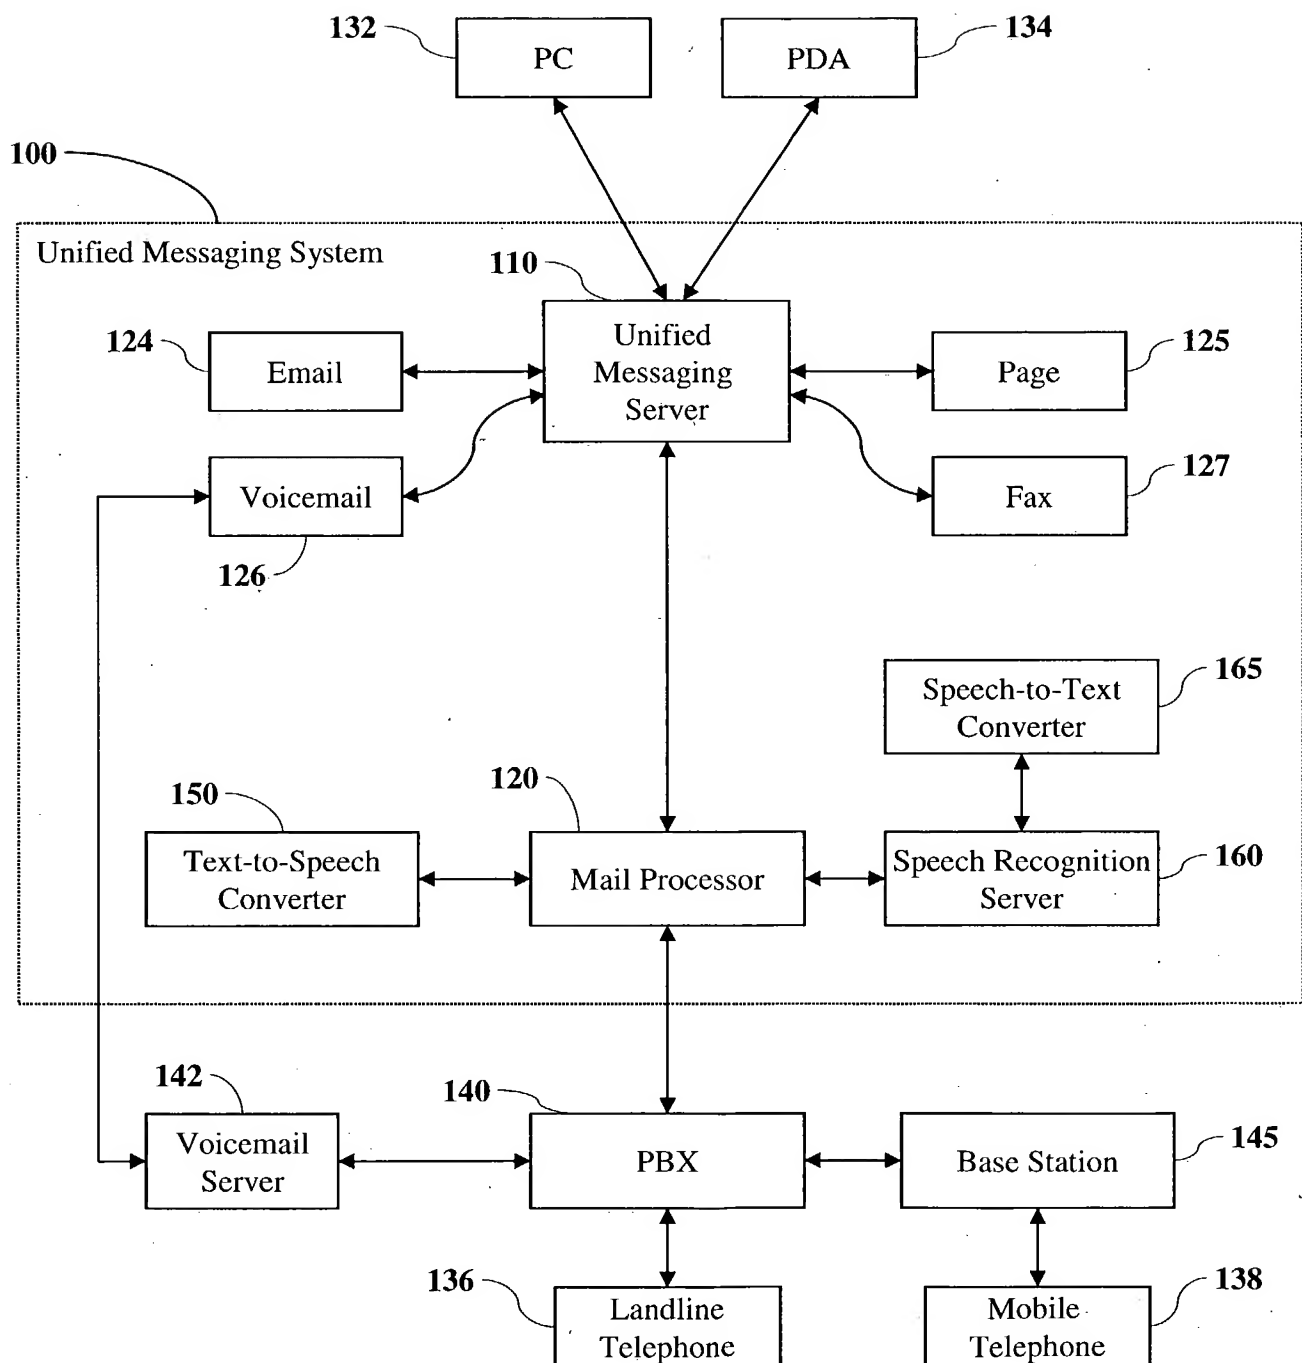 132
PC
PDA
134
100
Unified Messaging System
110
Unified
Messaging
Server
124
Email
Page
125
Voicemail
126
Fax
127
Speech-to-Text
Converter
165
150
Text-to-Speech
Converter
120
Mail Processor
Speech Recognition
Server
160
142
Voicemail
Server
140
PBX
Base Station
145
136
Landline
Telephone
Mobile
Telephone
138